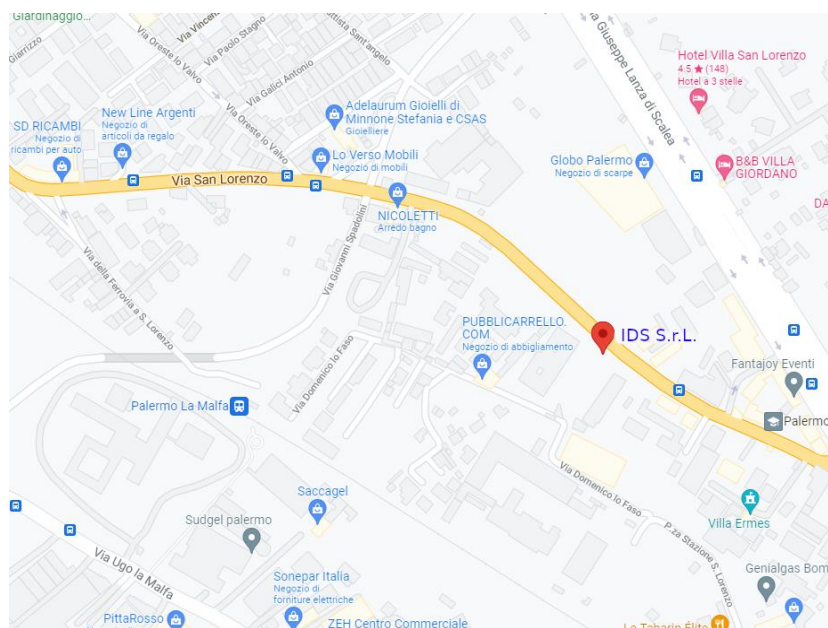 Giardinaggio...
Giarrizzo
Via Vincenz
Via Oreste lo Valvo
Via Paolo Stagno
Battista Sant'angelo
Via Galici Antonio
Via Oreste lo Valvo
Via Giuseppe Lanza di Scalea
Hotel Villa San Lorenzo
4.5 ★ (148)
Hotel a 3 stelle
SD RICAMBI
Negozio di
ricambi per auto
New Line Argenti
Negozio di
articoli da regalo
Adelaurum Gioielli di
Minnone Stefania e CSAS
Gioielliere
Lo Verso Mobili
Negozio di mobili
Globo Palermo
Negozio di scarpe
B&B VILLA
GIORDANO
DA
Via San Lorenzo
NICOLETTI
Arredo bagno
Via Giovanni Spadolini
Via della Ferrovia a S. Lorenzo
PUBBLICARRELLO.
COM
Negozio di abbigliamento
IDS S.r.L.
Fantajoy Eventi
Via Domenico lo Faso
Palermo La Malfa
Palermo
Via Domenico lo Faso
Saccagel
Sudgel palermo
Villa Ermes
P.za Stazione S. Lorenzo
Via Ugo la Malfa
Sonepar Italia
Negozio di
forniture elettriche
Genialgas Bom
PittaRosso
ZEH Centro Commerciale
Le Tabarin Élite